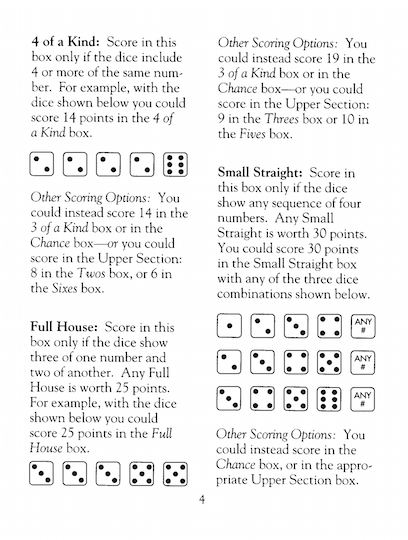 4 of a Kind: Score in this
box only if the dice include
4 or more of the same num-
ber. For example, with the
dice shown below you could
score 14 points in the 4 of
a Kind box.
Other Scoring Options: You
could instead score 14 in the
3 of a Kind box or in the
Chance box—or you could
score in the Upper Section:
8 in the Twos box, or 6 in
the Sixes box.
Full House: Score in this
box only if the dice show
three of one number and
two of another. Any Full
House is worth 25 points.
For example, with the dice
shown below you could
score 25 points in the Full
House box.
Other Scoring Options: You
could instead score 19 in the
3 of a Kind box or in the
Chance box—or you could
score in the Upper Section:
9 in the Threes box or 10 in
the Fives box.
Small Straight: Score in
this box only if the dice
show any sequence of four
numbers. Any Small
Straight is worth 30 points.
You could score 30 points
in the Small Straight box
with any of the three dice
combinations shown below.
ANY
#
ANY
#
ANY
#
Other Scoring Options: You
could instead score in the
Chance box, or in the appro-
priate Upper Section box.
4